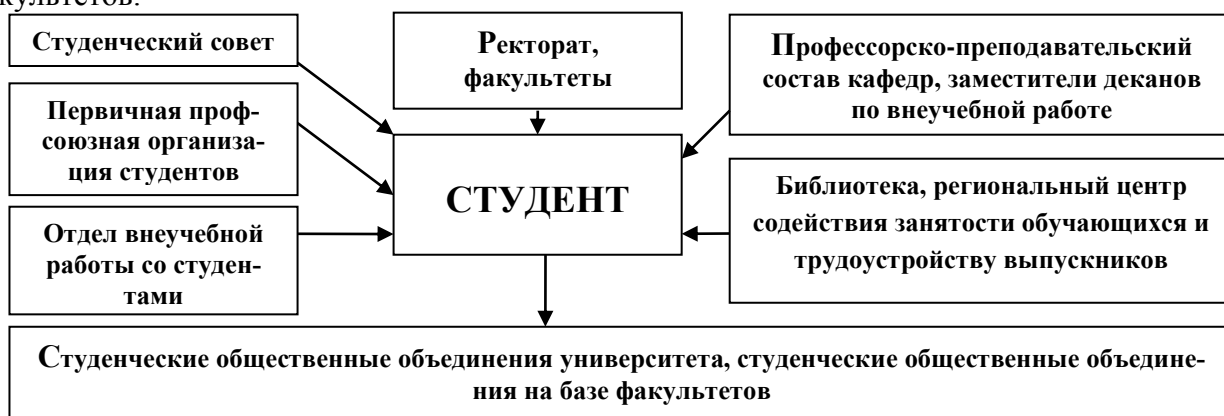 культетов.
Студенческий совет
Ректорат,
факультеты
Профессорско-преподавательский
состав кафедр, заместители деканов
по внеучебной работе
Первичная проф-
союзная организа-
ция студентов
СТУДЕНТ
Библиотека, региональный центр
содействия занятости обучающихся и
трудоустройству выпускников
Отдел внеучебной
работы со студен-
тами
Студенческие общественные объединения университета, студенческие общественные объедине-
ния на базе факультетов